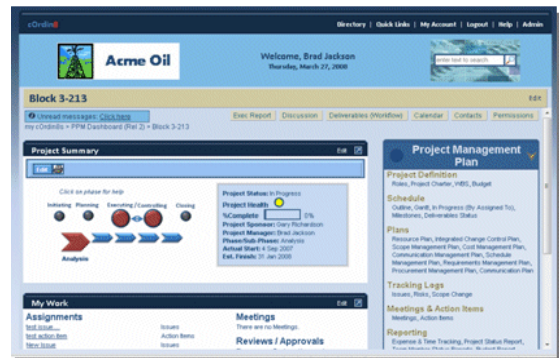 cOrdin8
Directory | Quick Links | My Account | Logout | Help | Admin
Acme Oil
Welcome, Brad Jackson
Thursday, March 27, 2008
enter text to search
Block 3-213
Edit
Unread messages: Click here
Exec Report
Discussion
Deliverables (Workflow)
Calendar
Contacts
Permissions
my cOrdin8s > PPM Dashboard (Rel 2) > Block 3-213
Project Summary
Edit
Edit
Click on phase for help
Initiating Planning Executing/Controlling Closing
Analysis
Project Status: In Progress
Project Health
%Complete 0%
Project Sponsor: Gary Richardson
Project Manager: Brad Jackson
Phase/Sub-Phase: Analysis
Actual Start: 4 Sep 2007
Est. Finish: 31 Jan 2008
My Work
Edit
Assignments
test issue....
Issues
test action item
Action Items
New Issue
Issues
Meetings
There are no Meetings.
Reviews / Approvals
Project Management
Plan
Project Definition
Roles, Project Charter, WBS, Budget
Schedule
Outline, Gantt, In Progress (By Assigned To),
Milestones, Deliverables Status
Plans
Resource Plan, Integrated Change Control Plan,
Scope Management Plan, Cost Management Plan,
Communication Management Plan, Schedule
Management Plan, Requirements Management Plan,
Procurement Management Plan, Communication Plan
Tracking Logs
Issues, Risks, Scope Change
Meetings & Action Items
Meetings, Action Items
Reporting
Expense & Time Tracking, Project Status Report,